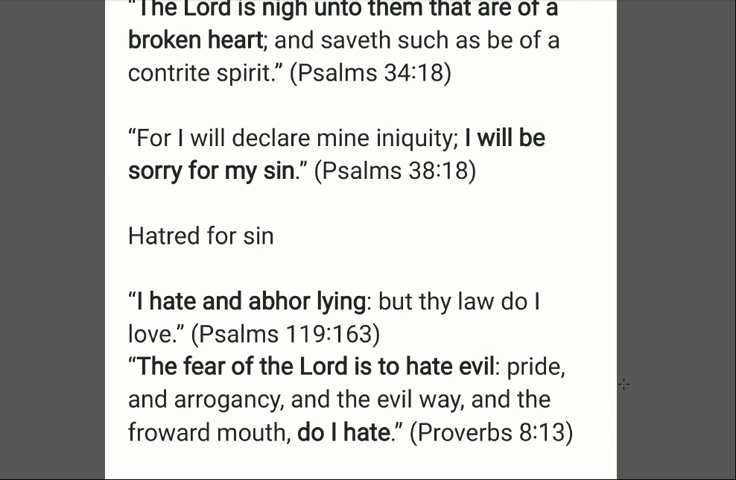 “The Lord is nigh unto them that are of a
broken heart; and saveth such as be of a
contrite spirit.” (Psalms 34:18)
“For I will declare mine iniquity; I will be
sorry for my sin.” (Psalms 38:18)
Hatred for sin
“I hate and abhor lying: but thy law do I
love.” (Psalms 119:163)
“The fear of the Lord is to hate evil: pride,
and arrogancy, and the evil way, and the
froward mouth, do I hate.” (Proverbs 8:13)